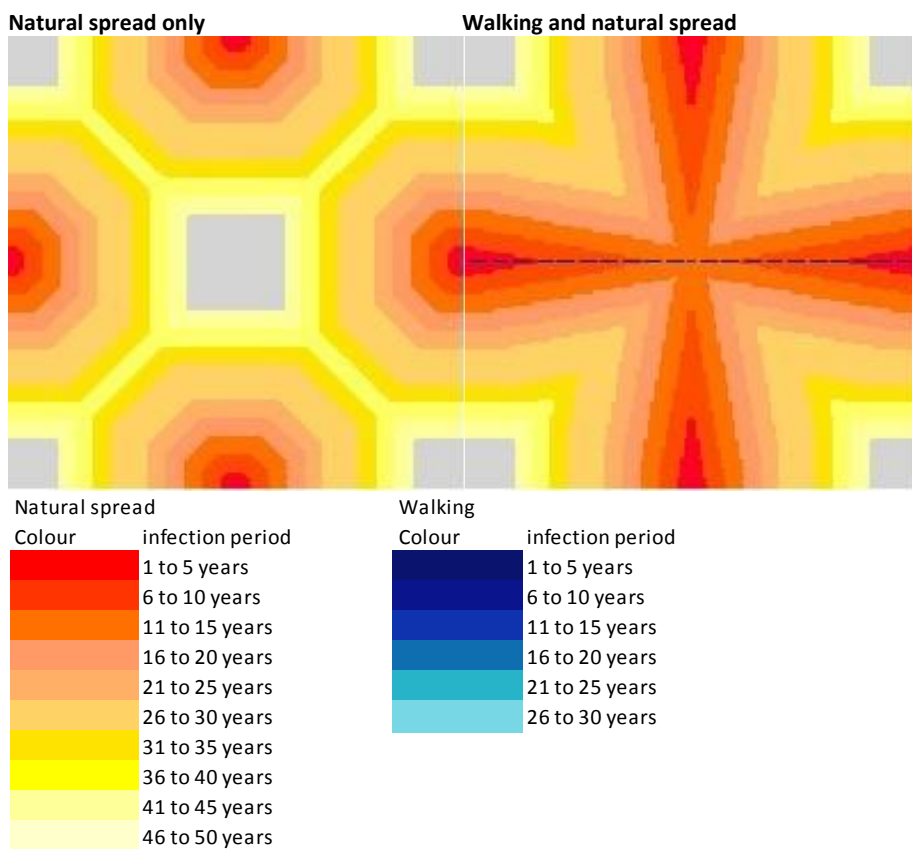 Natural spread only
Walking and natural spread
Natural spread
Colour infection period
1 to 5 years
6 to 10 years
11 to 15 years
16 to 20 years
21 to 25 years
26 to 30 years
31 to 35 years
36 to 40 years
41 to 45 years
46 to 50 years
Walking
Colour infection period
1 to 5 years
6 to 10 years
11 to 15 years
16 to 20 years
21 to 25 years
26 to 30 years